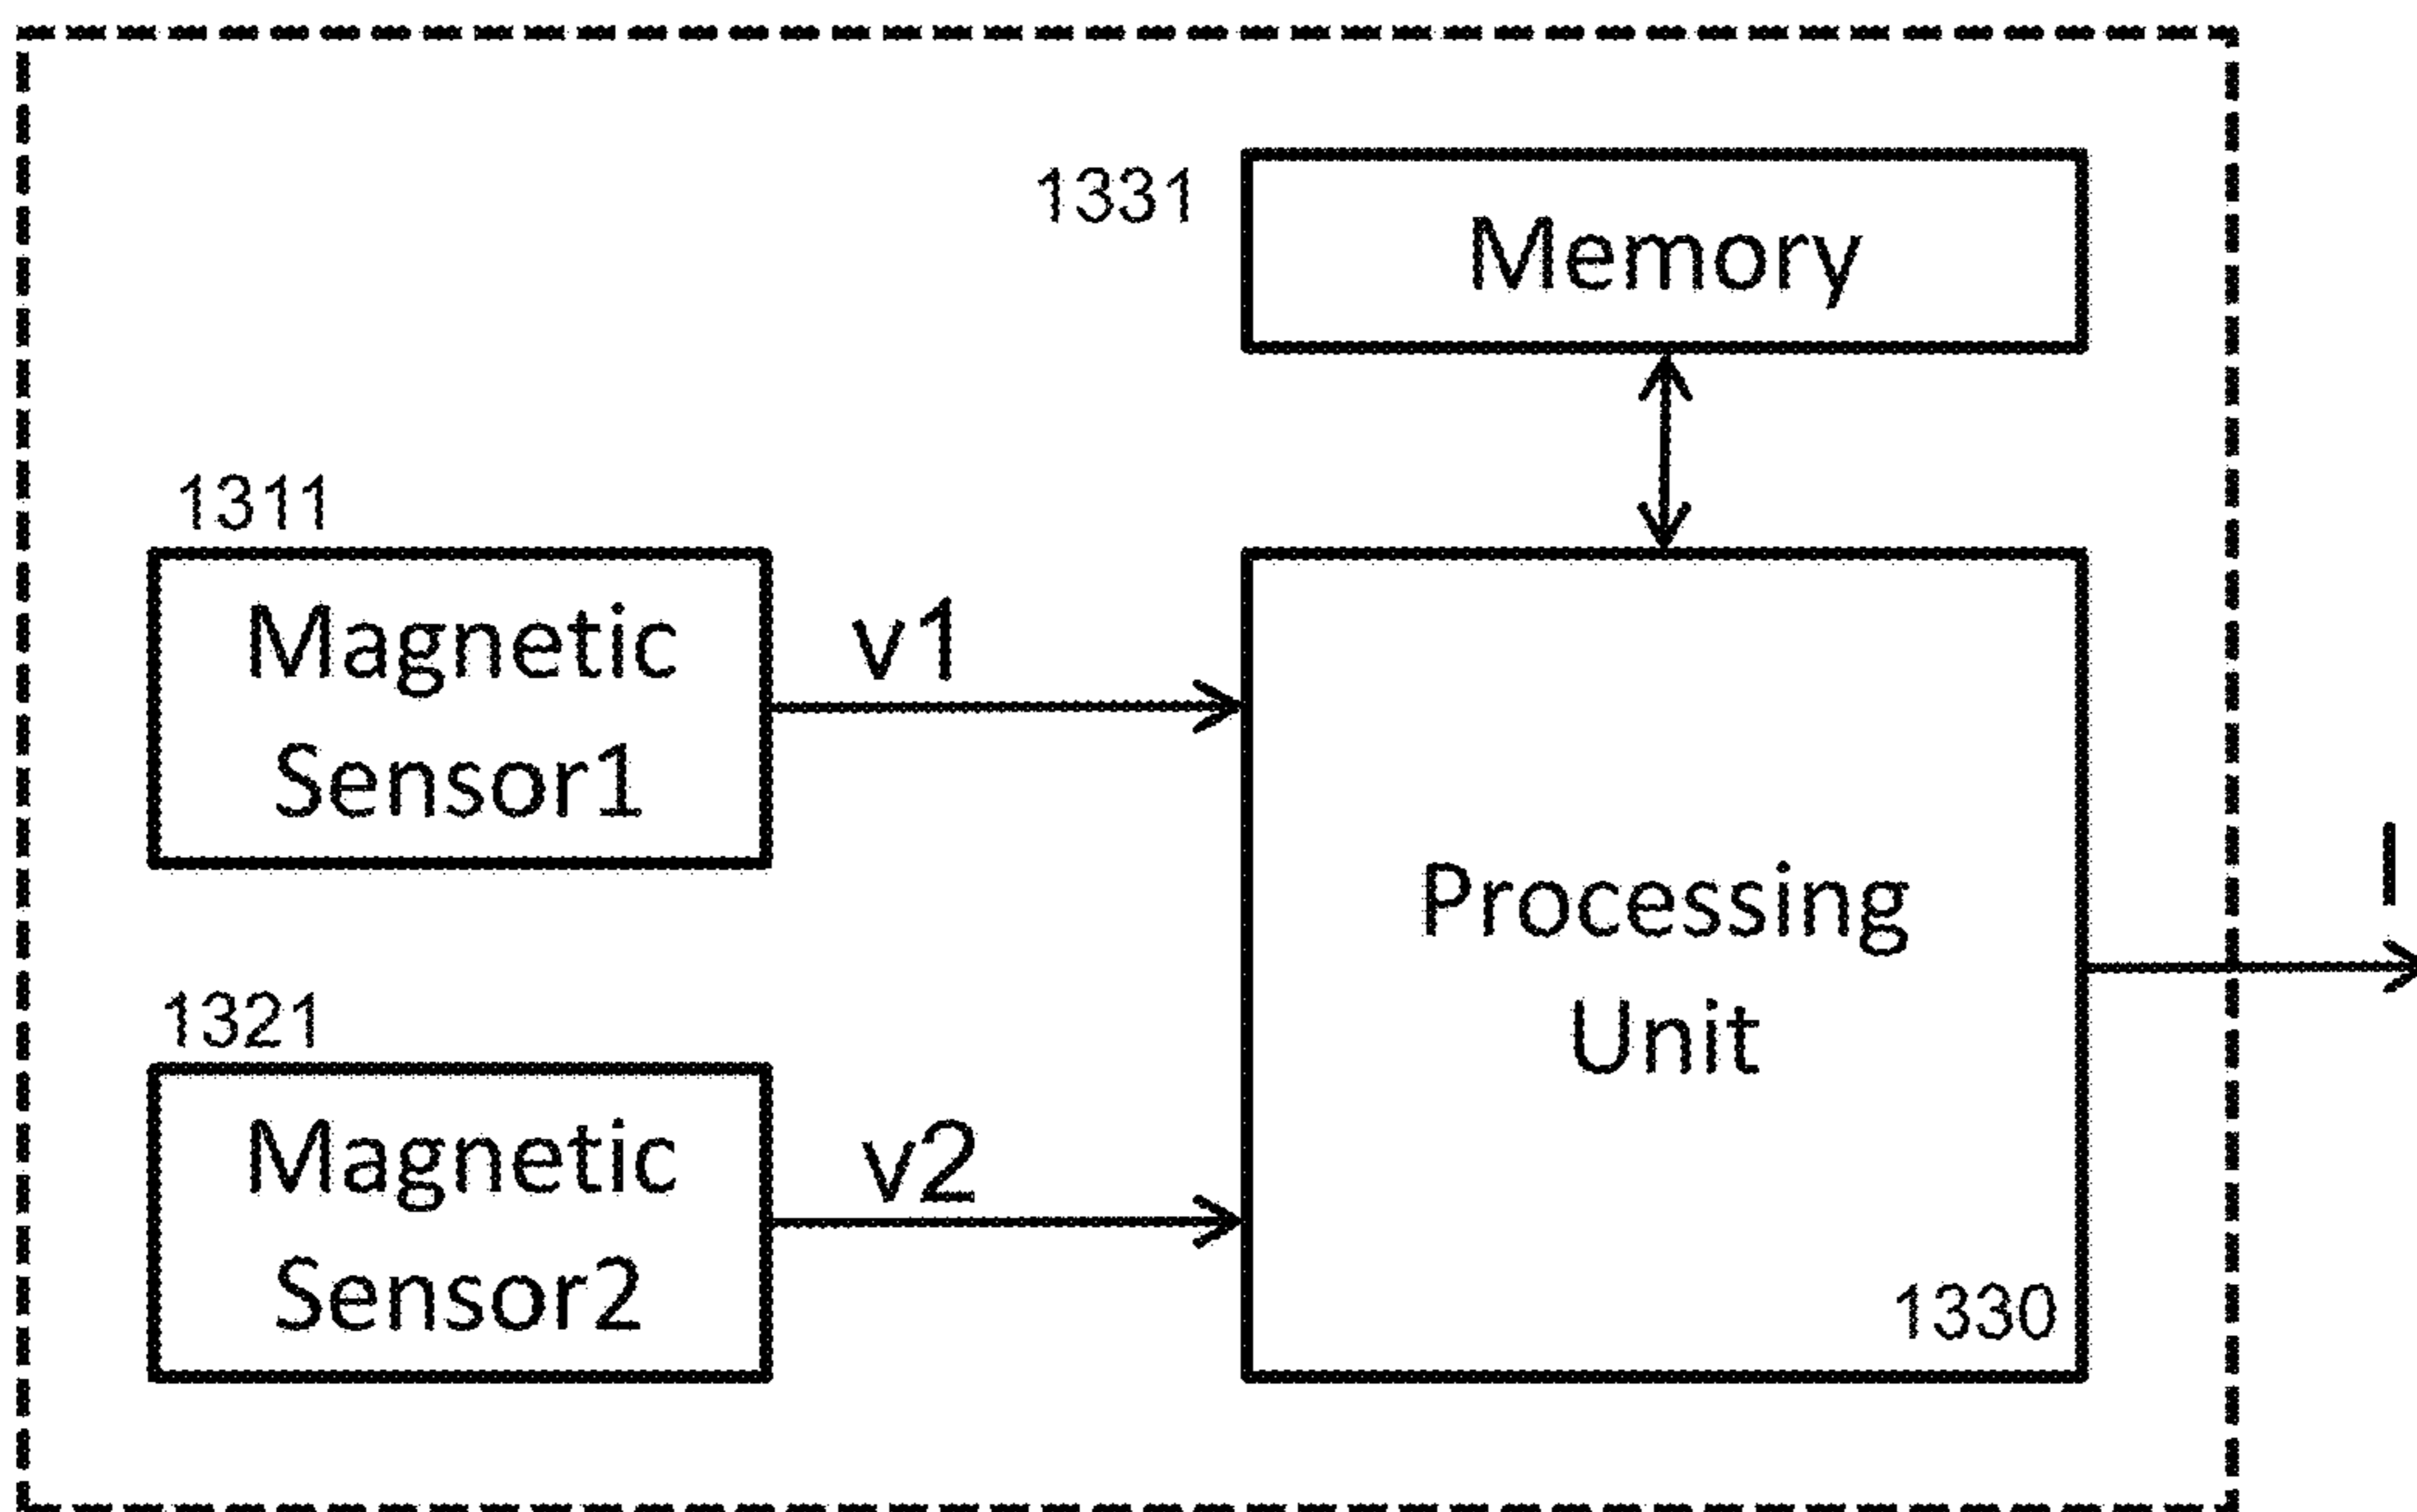 1331
Memory
1311
Magnetic
Sensor1
v1
Processing
Unit
I
1321
Magnetic
Sensor2
v2
1330